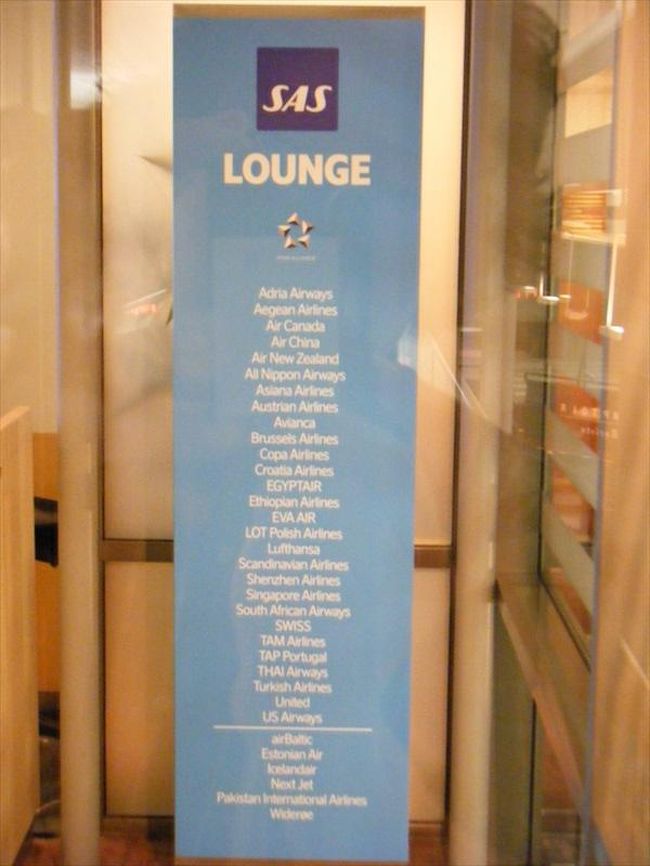 SAS
LOUNGE
STAR ALLIANCE
Adria Airways
Aegean Airlines
Air Canada
Air China
Air New Zealand
All Nippon Airways
Asiana Airlines
Austrian Airlines
Avianca
Brussels Airlines
Copa Airlines
Croatia Airlines
EGYPTAIR
Ethiopian Airlines
EVA AIR
LOT Polish Airlines
Lufthansa
Scandinavian Airlines
Shenzhen Airlines
Singapore Airlines
South African Airways
SWISS
TAM Airlines
TAP Portugal
THAI Airways
Turkish Airlines
United
US Airways
airBaltic
Estonian Air
Icelandair
Next Jet
Pakistan International Airlines
Widerøe